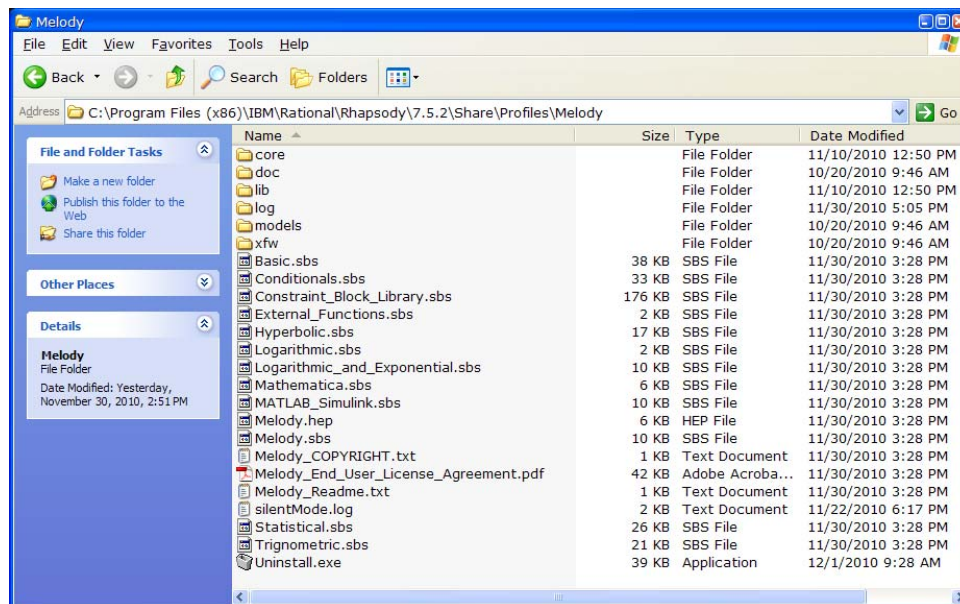 Melody
File Edit View Favorites Tools Help
Back Search Folders
Address C:\Program Files (x86)\IBM\Rational\Rhapsody\7.5.2\Share\Profiles\Melody Go
File and Folder Tasks
Make a new folder
Publish this folder to the
Web
Share this folder
Other Places
Details
Melody
File Folder
Date Modified: Yesterday,
November 30, 2010, 2:51 PM
Name Size Type Date Modified
core File Folder 11/10/2010 12:50 PM
doc File Folder 10/20/2010 9:46 AM
lib File Folder 11/10/2010 12:50 PM
log File Folder 11/30/2010 5:05 PM
models File Folder 10/20/2010 9:46 AM
xfw File Folder 10/20/2010 9:46 AM
Basic.sbs 38 KB SBS File 11/30/2010 3:28 PM
Conditionals.sbs 33 KB SBS File 11/30/2010 3:28 PM
Constraint_Block_Library.sbs 176 KB SBS File 11/30/2010 3:28 PM
External_Functions.sbs 2 KB SBS File 11/30/2010 3:28 PM
Hyperbolic.sbs 17 KB SBS File 11/30/2010 3:28 PM
Logarithmic.sbs 2 KB SBS File 11/30/2010 3:28 PM
Logarithmic_and_Exponential.sbs 10 KB SBS File 11/30/2010 3:28 PM
Mathematica.sbs 6 KB SBS File 11/30/2010 3:28 PM
MATLAB_Simulink.sbs 10 KB SBS File 11/30/2010 3:28 PM
Melody.hep 6 KB HEP File 11/30/2010 3:28 PM
Melody.sbs 10 KB SBS File 11/30/2010 3:28 PM
Melody_COPYRIGHT.txt 1 KB Text Document 11/30/2010 3:28 PM
Melody_End_User_License_Agreement.pdf 42 KB Adobe Acroba... 11/30/2010 3:28 PM
Melody_Readme.txt 1 KB Text Document 11/30/2010 3:28 PM
silentMode.log 2 KB Text Document 11/22/2010 6:17 PM
Statistical.sbs 26 KB SBS File 11/30/2010 3:28 PM
Trignometric.sbs 21 KB SBS File 11/30/2010 3:28 PM
Uninstall.exe 39 KB Application 12/1/2010 9:28 AM